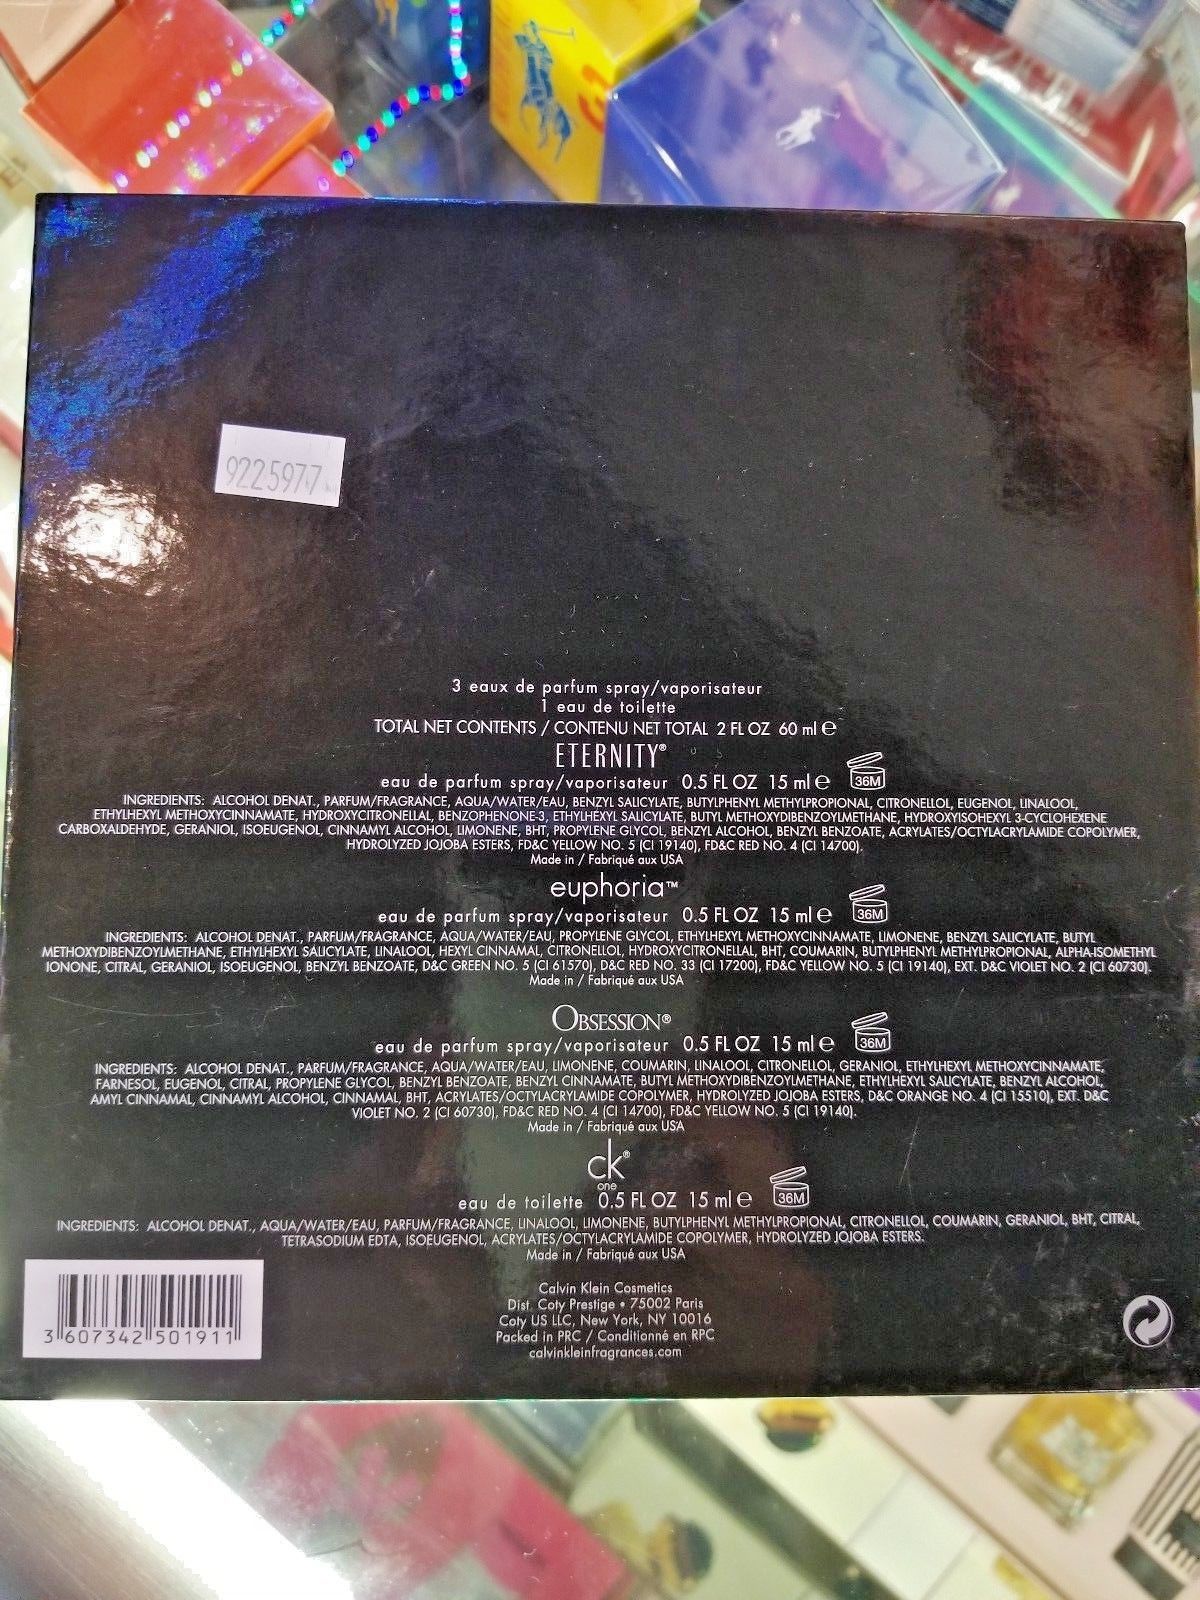 9225977
3 eaux de parfum spray/vaporisateur
1 eau de toilette
TOTAL NET CONTENTS / CONTENU NET TOTAL 2 FL OZ 60 ml ℮
ETERNITY®
eau de parfum spray/vaporisateur 0.5 FL OZ 15 ml ℮ 36M
INGREDIENTS: ALCOHOL DENAT., PARFUM/FRAGRANCE, AQUA/WATER/EAU, BENZYL SALICYLATE, BUTYLPHENYL METHYLPROPIONAL, CITRONELLOL, EUGENOL, LINALOOL,
ETHYLHEXYL METHOXYCINNAMATE, HYDROXYCITRONELLAL, BENZOPHENONE-3, ETHYLHEXYL SALICYLATE, BUTYL METHOXYDIBENZOYLMETHANE, HYDROXYISOHEXYL 3-CYCLOHEXENE
CARBOXALDEHYDE, GERANIOL, ISOEUGENOL, CINNAMYL ALCOHOL, LIMONENE, BHT, PROPYLENE GLYCOL, BENZYL ALCOHOL, BENZYL BENZOATE, ACRYLATES/OCTYLACRYLAMIDE COPOLYMER,
HYDROLYZED JOJOBA ESTERS, FD&C YELLOW NO. 5 (CI 19140), FD&C RED NO. 4 (CI 14700).
Made in / Fabriqué aux USA
euphoria™
eau de parfum spray/vaporisateur 0.5 FL OZ 15 ml ℮ 36M
INGREDIENTS: ALCOHOL DENAT., PARFUM/FRAGRANCE, AQUA/WATER/EAU, PROPYLENE GLYCOL, ETHYLHEXYL METHOXYCINNAMATE, LIMONENE, BENZYL SALICYLATE, BUTYL
METHOXYDIBENZOYLMETHANE, ETHYLHEXYL SALICYLATE, LINALOOL, HEXYL CINNAMAL, CITRONELLOL, HYDROXYCITRONELLAL, BHT, COUMARIN, BUTYLPHENYL METHYLPROPIONAL, ALPHA-ISOMETHYL
IONONE, CITRAL, GERANIOL, ISOEUGENOL, BENZYL BENZOATE, D&C GREEN NO. 5 (CI 61570), D&C RED NO. 33 (CI 17200), FD&C YELLOW NO. 5 (CI 19140), EXT. D&C VIOLET NO. 2 (CI 60730).
Made in / Fabriqué aux USA
OBSESSION®
eau de parfum spray/vaporisateur 0.5 FL OZ 15 ml ℮ 36M
INGREDIENTS: ALCOHOL DENAT., PARFUM/FRAGRANCE, AQUA/WATER/EAU, LIMONENE, COUMARIN, LINALOOL, CITRONELLOL, GERANIOL, ETHYLHEXYL METHOXYCINNAMATE,
FARNESOL, EUGENOL, CITRAL, PROPYLENE GLYCOL, BENZYL BENZOATE, BENZYL CINNAMATE, BUTYL METHOXYDIBENZOYLMETHANE, ETHYLHEXYL SALICYLATE, BENZYL ALCOHOL,
AMYL CINNAMAL, CINNAMYL ALCOHOL, CINNAMAL, BHT, ACRYLATES/OCTYLACRYLAMIDE COPOLYMER, HYDROLYZED JOJOBA ESTERS, D&C ORANGE NO. 4 (CI 15510), EXT. D&C
VIOLET NO. 2 (CI 60730), FD&C RED NO. 4 (CI 14700), FD&C YELLOW NO. 5 (CI 19140).
Made in / Fabriqué aux USA
ck®
one
eau de toilette 0.5 FL OZ 15 ml ℮ 36M
INGREDIENTS: ALCOHOL DENAT., AQUA/WATER/EAU, PARFUM/FRAGRANCE, LINALOOL, LIMONENE, BUTYLPHENYL METHYLPROPIONAL, CITRONELLOL, COUMARIN, GERANIOL, BHT, CITRAL,
TETRASODIUM EDTA, ISOEUGENOL, ACRYLATES/OCTYLACRYLAMIDE COPOLYMER, HYDROLYZED JOJOBA ESTERS.
Made in / Fabriqué aux USA
Calvin Klein Cosmetics
Dist. Coty Prestige • 75002 Paris
Coty US LLC, New York, NY 10016
Packed in PRC / Conditionné en RPC
calvinkleinfragrances.com
3 607342 501911